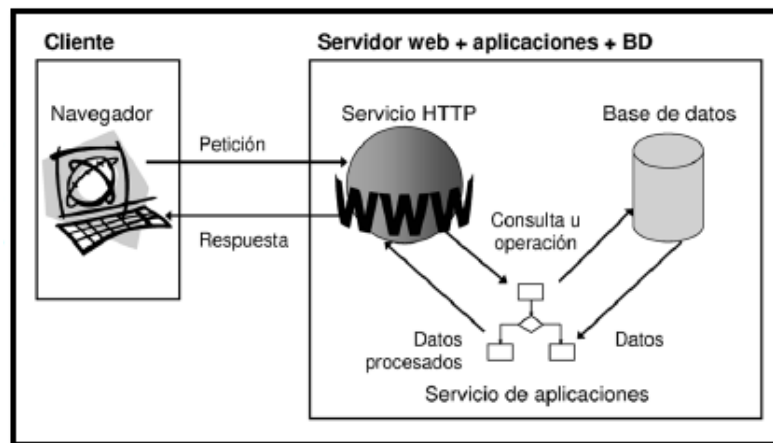 Cliente
Servidor web + aplicaciones + BD
Navegador
Servicio HTTP
Base de datos
Petición
WWW
Respuesta
Consulta u
operación
Datos
procesados
Datos
Servicio de aplicaciones